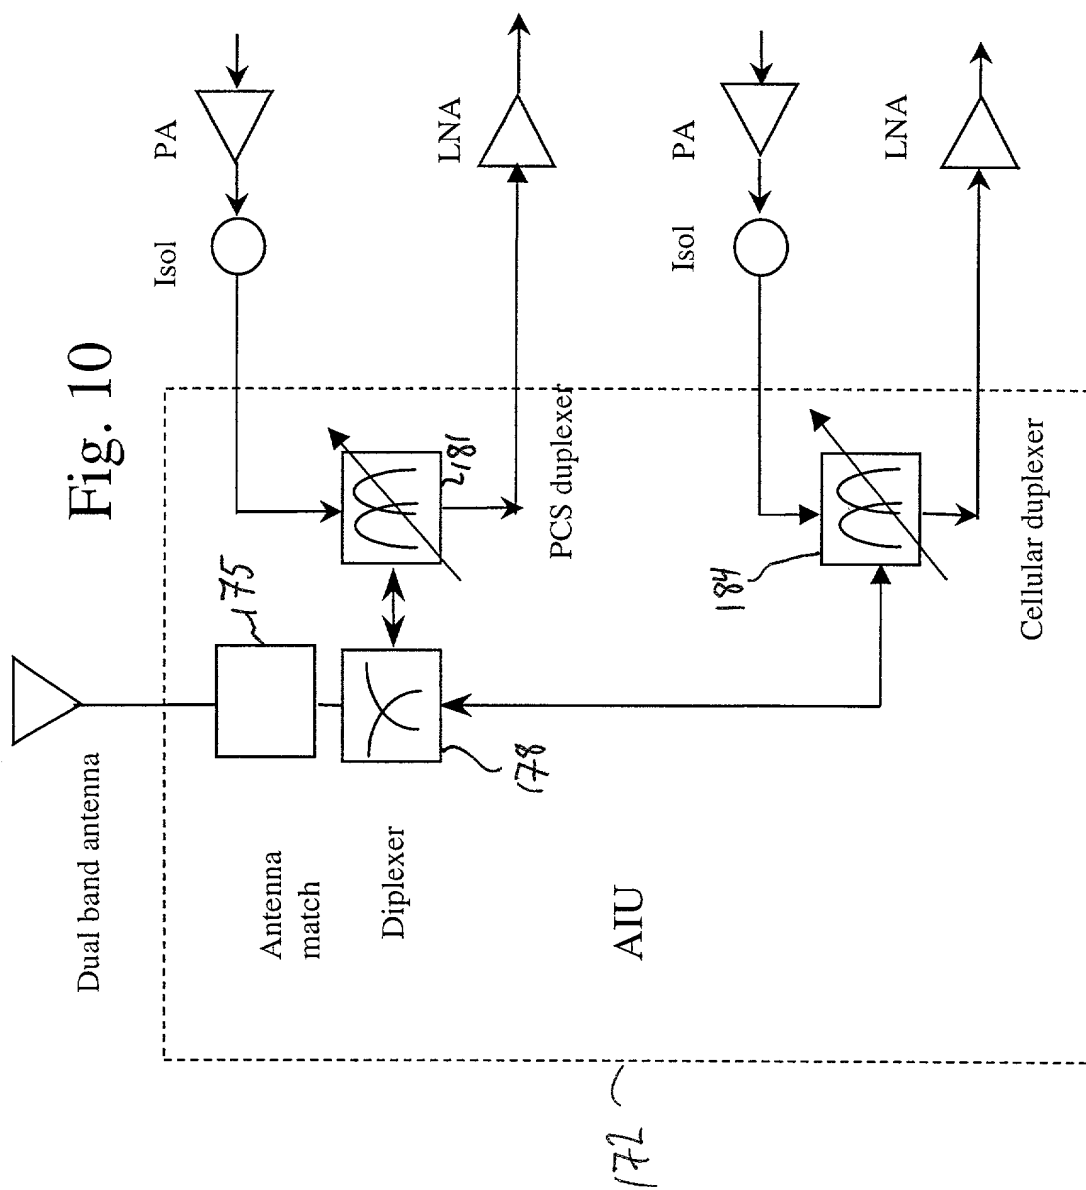 Fig. 10
Dual band antenna
Antenna
match
Diplexer
AIU
175
178
181
184
172
PCS duplexer
Cellular duplexer
Isol
PA
LNA
Isol
PA
LNA